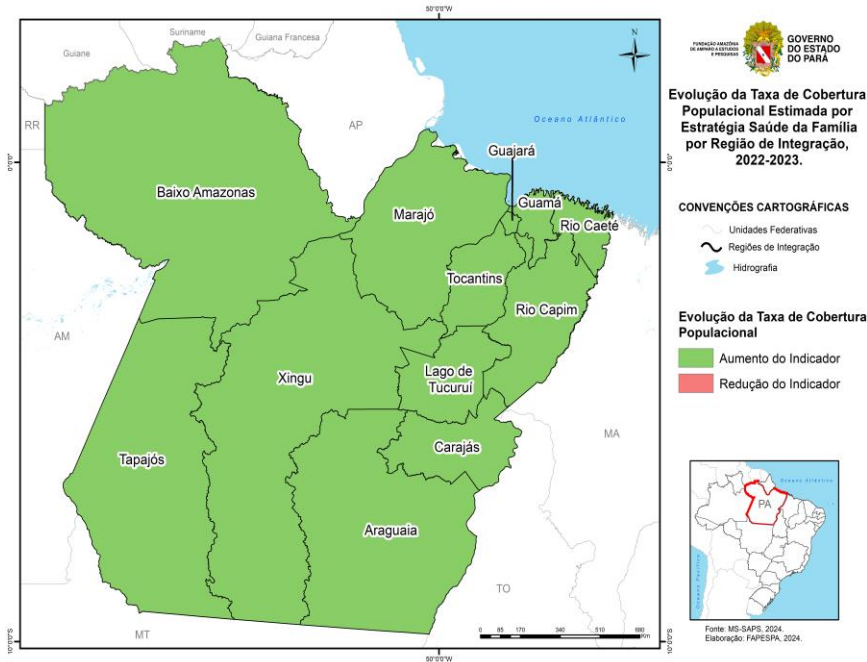 50°0'0"W
Suriname
Guiana Francesa
Guiane
RR
AP
N
Oceano Atlântico
0°0'0"
0°0'0"
Guajará
Baixo Amazonas
Marajó
Guamá
Rio Caeté
Tocantins
Rio Capim
AM
Xingu
Lago de
Tucuruí
MA
Tapajós
Carajás
Araguaia
TO
MT
0 85 170 340 510 680
Km
10°0'0"S
10°0'0"S
50°0'0"W
FUNDAÇÃO AMAZÔNIA
DE AMPARO A ESTUDOS
E PESQUISAS
GOVERNO
DO ESTADO
DO PARÁ
Evolução da Taxa de Cobertura
Populacional Estimada por
Estratégia Saúde da Família
por Região de Integração,
2022-2023.
CONVENÇÕES CARTOGRÁFICAS
Unidades Federativas
Regiões de Integração
Hidrografia
Evolução da Taxa de Cobertura
Populacional
Aumento do Indicador
Redução do Indicador
Oceano Atlântico
PA
Oceano Pacífico
Fonte: MS-SAPS, 2024.
Elaboração: FAPESPA, 2024.